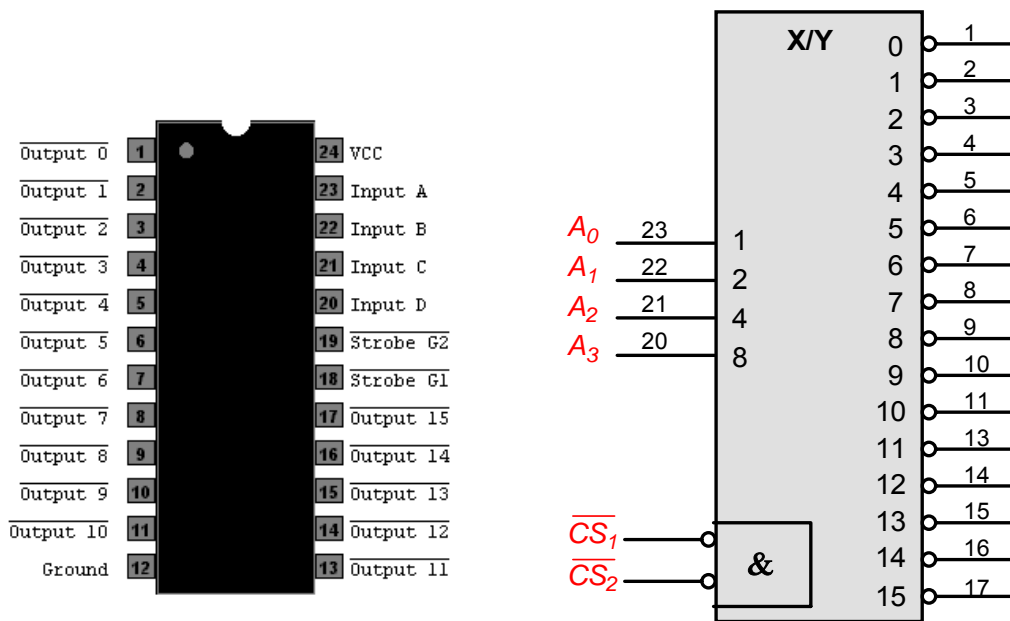 Output 0 1 24 VCC
Output 1 2 23 Input A
Output 2 3 22 Input B
Output 3 4 21 Input C
Output 4 5 20 Input D
Output 5 6 19 Strobe G2
Output 6 7 18 Strobe G1
Output 7 8 17 Output 15
Output 8 9 16 Output 14
Output 9 10 15 Output 13
Output 10 11 14 Output 12
Ground 12 13 Output 11
X/Y
A0 23 1
A1 22 2
A2 21 4
A3 20 8
CS1
CS2
&
0 1
1 2
2 3
3 4
4 5
5 6
6 7
7 8
8 9
9 10
10 11
11 13
12 14
13 15
14 16
15 17